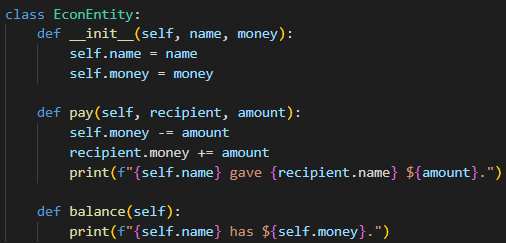 class EconEntity:
    def __init__(self, name, money):
        self.name = name
        self.money = money

    def pay(self, recipient, amount):
        self.money -= amount
        recipient.money += amount
        print(f"{self.name} gave {recipient.name} ${amount}.")

    def balance(self):
        print(f"{self.name} has ${self.money}.")